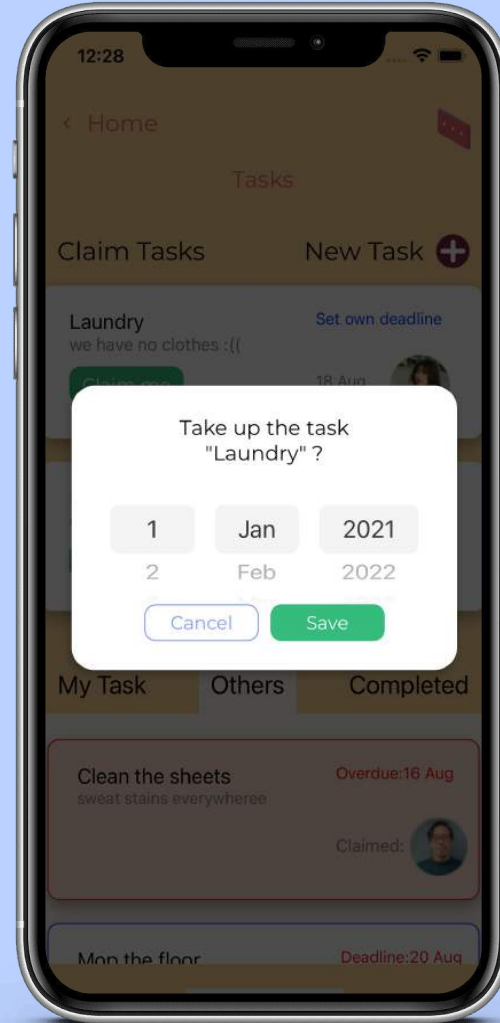 12:28
< Home
Tasks
Claim Tasks
New Task
Laundry
Set own deadline
we have no clothes :((
Claim me
18 Aug
Take up the task
"Laundry" ?
1 Jan 2021
2 Feb 2022
Cancel
Save
My Task
Others
Completed
Clean the sheets
Overdue:16 Aug
sweat stains everywheree
Claimed:
Mop the floor
Deadline:20 Aug